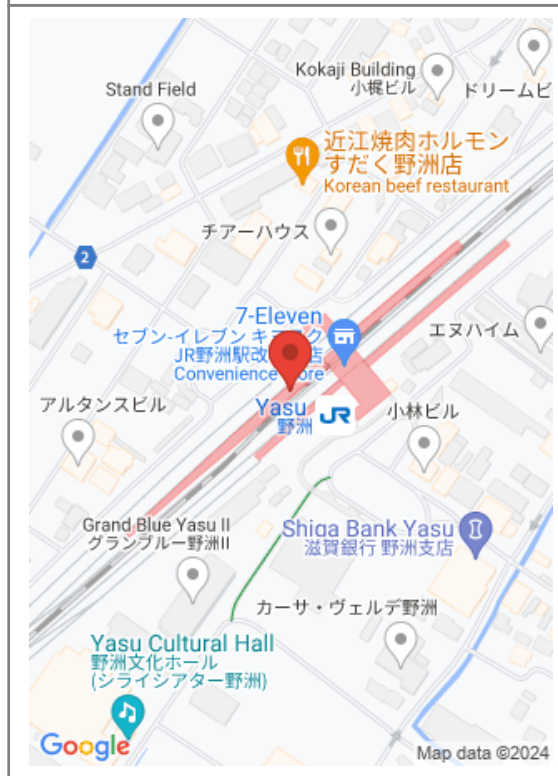 Kokaji Building
小梶ビル
ドリームビ
Stand Field
近江焼肉ホルモン
すだく野洲店
Korean beef restaurant
チアーハウス
2
7-Eleven
セブン-イレブン キ
ク
JR野洲駅改
店
Convenience
ore
エヌハイム
Yasu
野洲
JR
アルタンスビル
小林ビル
Grand Blue Yasu II
グランブルー野洲II
Shiga Bank Yasu
滋賀銀行 野洲支店
カーサ・ヴェルデ野洲
Yasu Cultural Hall
野洲文化ホール
(シライシアター野洲)
Google
Map data ©2024